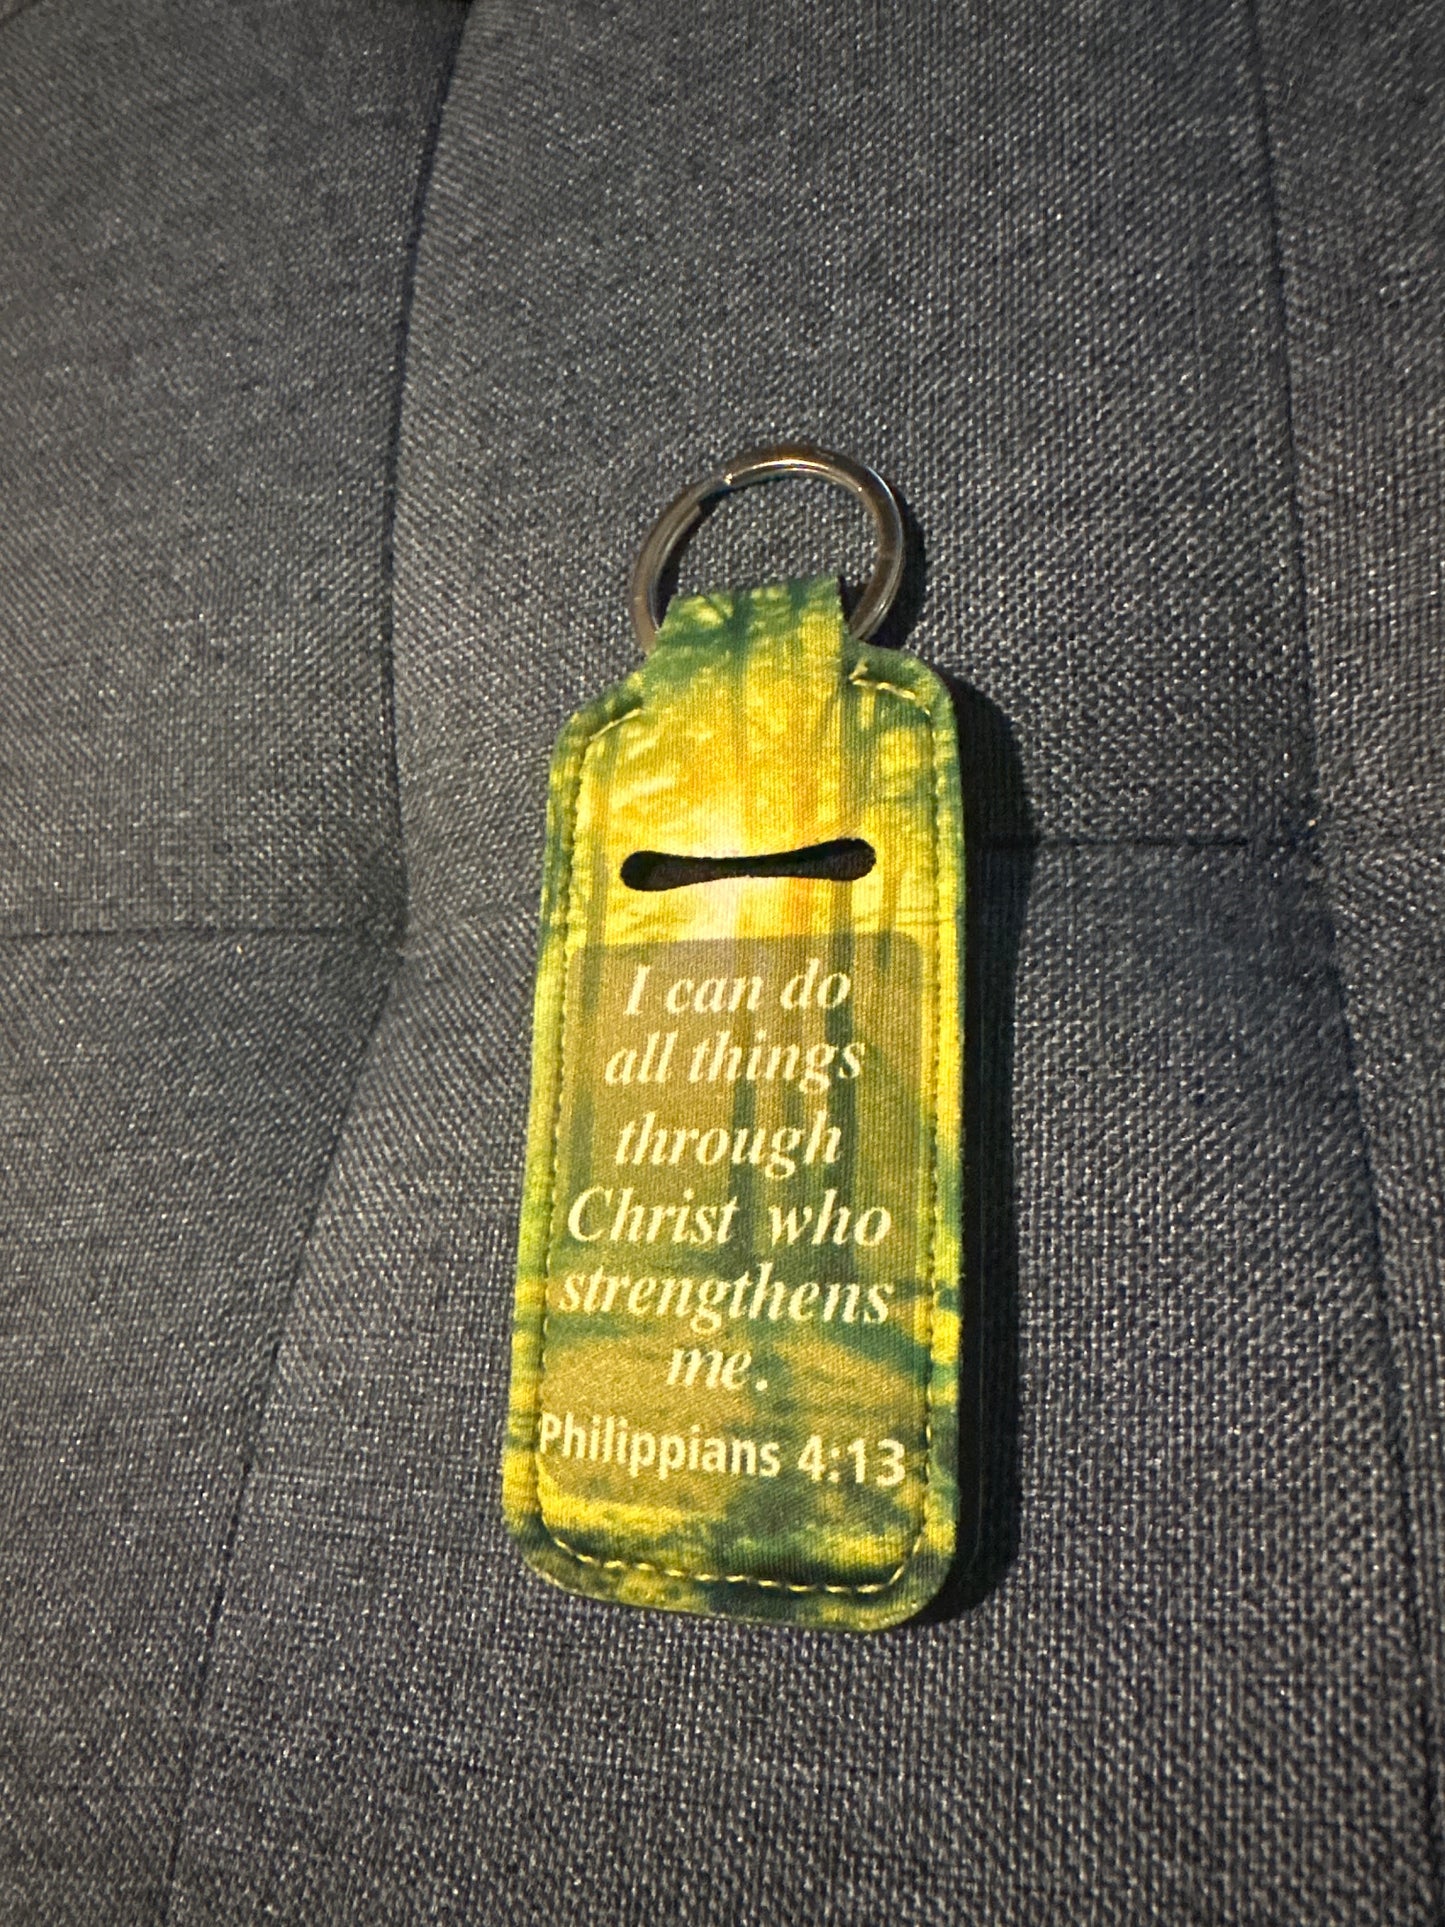 I can do
all things
through
Christ who
strengthens
me.
Philippians 4:13